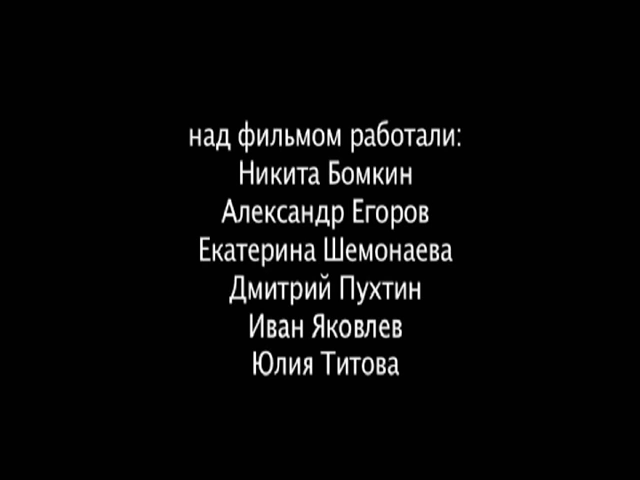 над фильмом работали:
Никита Бомкин
Александр Егоров
Екатерина Шемонаева
Дмитрий Пухтин
Иван Яковлев
Юлия Титова